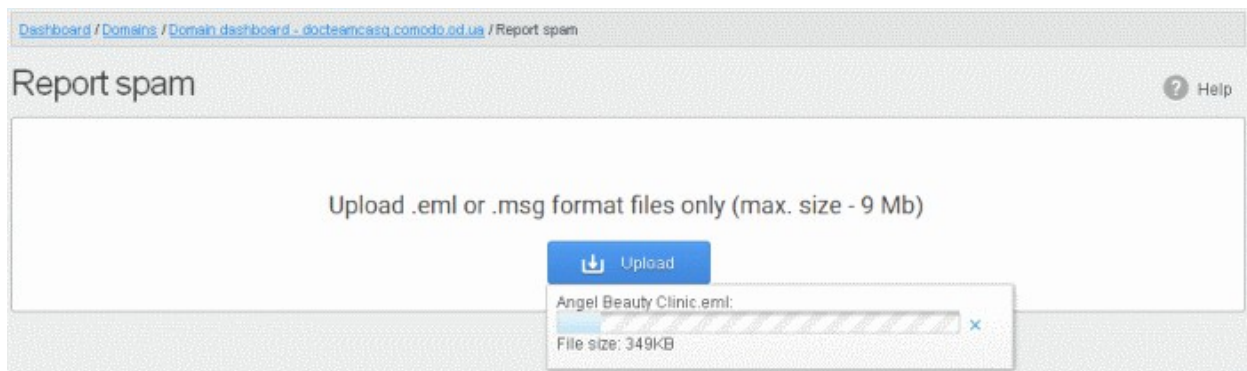 Dashboard / Domains / Domain dashboard - docteamcasg.comodo.od.ua / Report spam
Report spam
Help
Upload .eml or .msg format files only (max. size - 9 Mb)
Upload
Angel Beauty Clinic.eml:
File size: 349KB